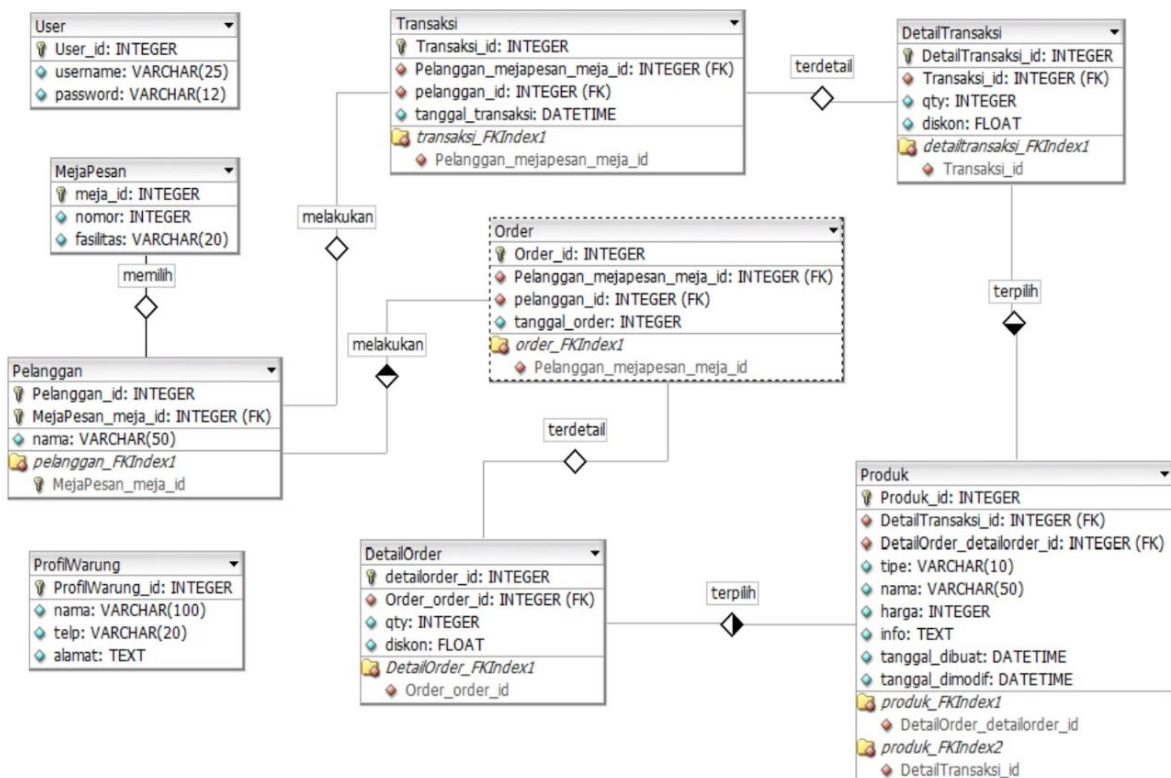 User
User_id: INTEGER
username: VARCHAR(25)
password: VARCHAR(12)
MejaPesan
meja_id: INTEGER
nomor: INTEGER
fasilitas: VARCHAR(20)
memilih
Pelanggan
Pelanggan_id: INTEGER
MejaPesan_meja_id: INTEGER (FK)
nama: VARCHAR(50)
pelanggan_FKIndex1
MejaPesan_meja_id
ProfilWarung
ProfilWarung_id: INTEGER
nama: VARCHAR(100)
telp: VARCHAR(20)
alamat: TEXT
Transaksi
Transaksi_id: INTEGER
Pelanggan_mejapesan_meja_id: INTEGER (FK)
pelanggan_id: INTEGER (FK)
tanggal_transaksi: DATETIME
transaksi_FKIndex1
Pelanggan_mejapesan_meja_id
melakukan
Order
Order_id: INTEGER
Pelanggan_mejapesan_meja_id: INTEGER (FK)
pelanggan_id: INTEGER (FK)
tanggal_order: INTEGER
order_FKIndex1
Pelanggan_mejapesan_meja_id
melakukan
terdetail
DetailOrder
detailorder_id: INTEGER
Order_order_id: INTEGER (FK)
qty: INTEGER
diskon: FLOAT
DetailOrder_FKIndex1
Order_order_id
terdetail
DetailTransaksi
DetailTransaksi_id: INTEGER
Transaksi_id: INTEGER (FK)
qty: INTEGER
diskon: FLOAT
detailtransaksi_FKIndex1
Transaksi_id
terpilih
terpilih
Produk
Produk_id: INTEGER
DetailTransaksi_id: INTEGER (FK)
DetailOrder_detailorder_id: INTEGER (FK)
tipe: VARCHAR(10)
nama: VARCHAR(50)
harga: INTEGER
info: TEXT
tanggal_dibuat: DATETIME
tanggal_dimodif: DATETIME
produk_FKIndex1
DetailOrder_detailorder_id
produk_FKIndex2
DetailTransaksi_id